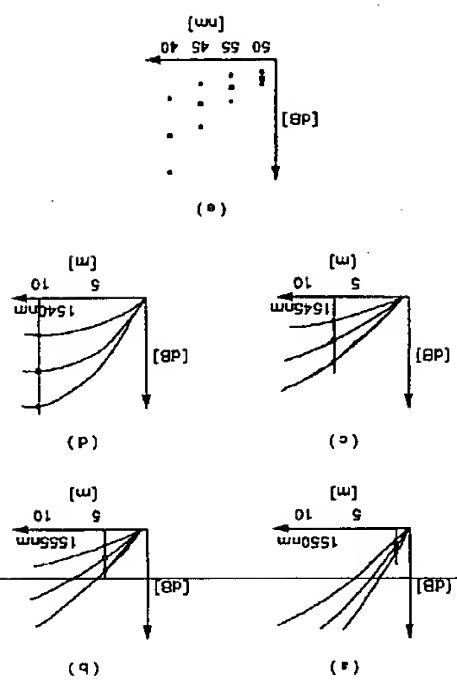 (a) (b)
[dB] [dB]
1550nm 1555nm
5 10 5 10
[m] [m]
(c) (d)
[dB] [dB]
1545nm 1540nm
5 10 5 10
[m] [m]
(e)
[dB]
50 55 45 40
[nm]